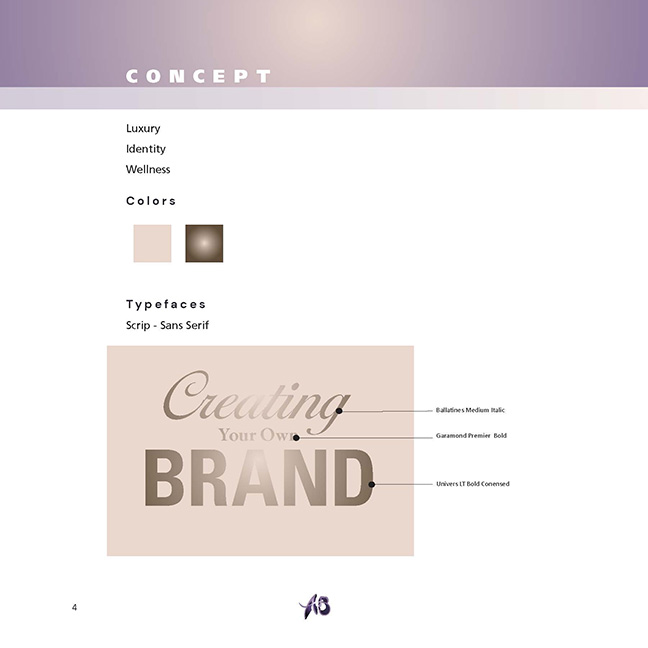 CONCEPT
Luxury
Identity
Wellness
Colors
Typefaces
Scrip - Sans Serif
Creating
Your Own
BRAND
Ballatines Medium Italic
Garamond Premier Bold
Univers LT Bold Conensed
4
AB